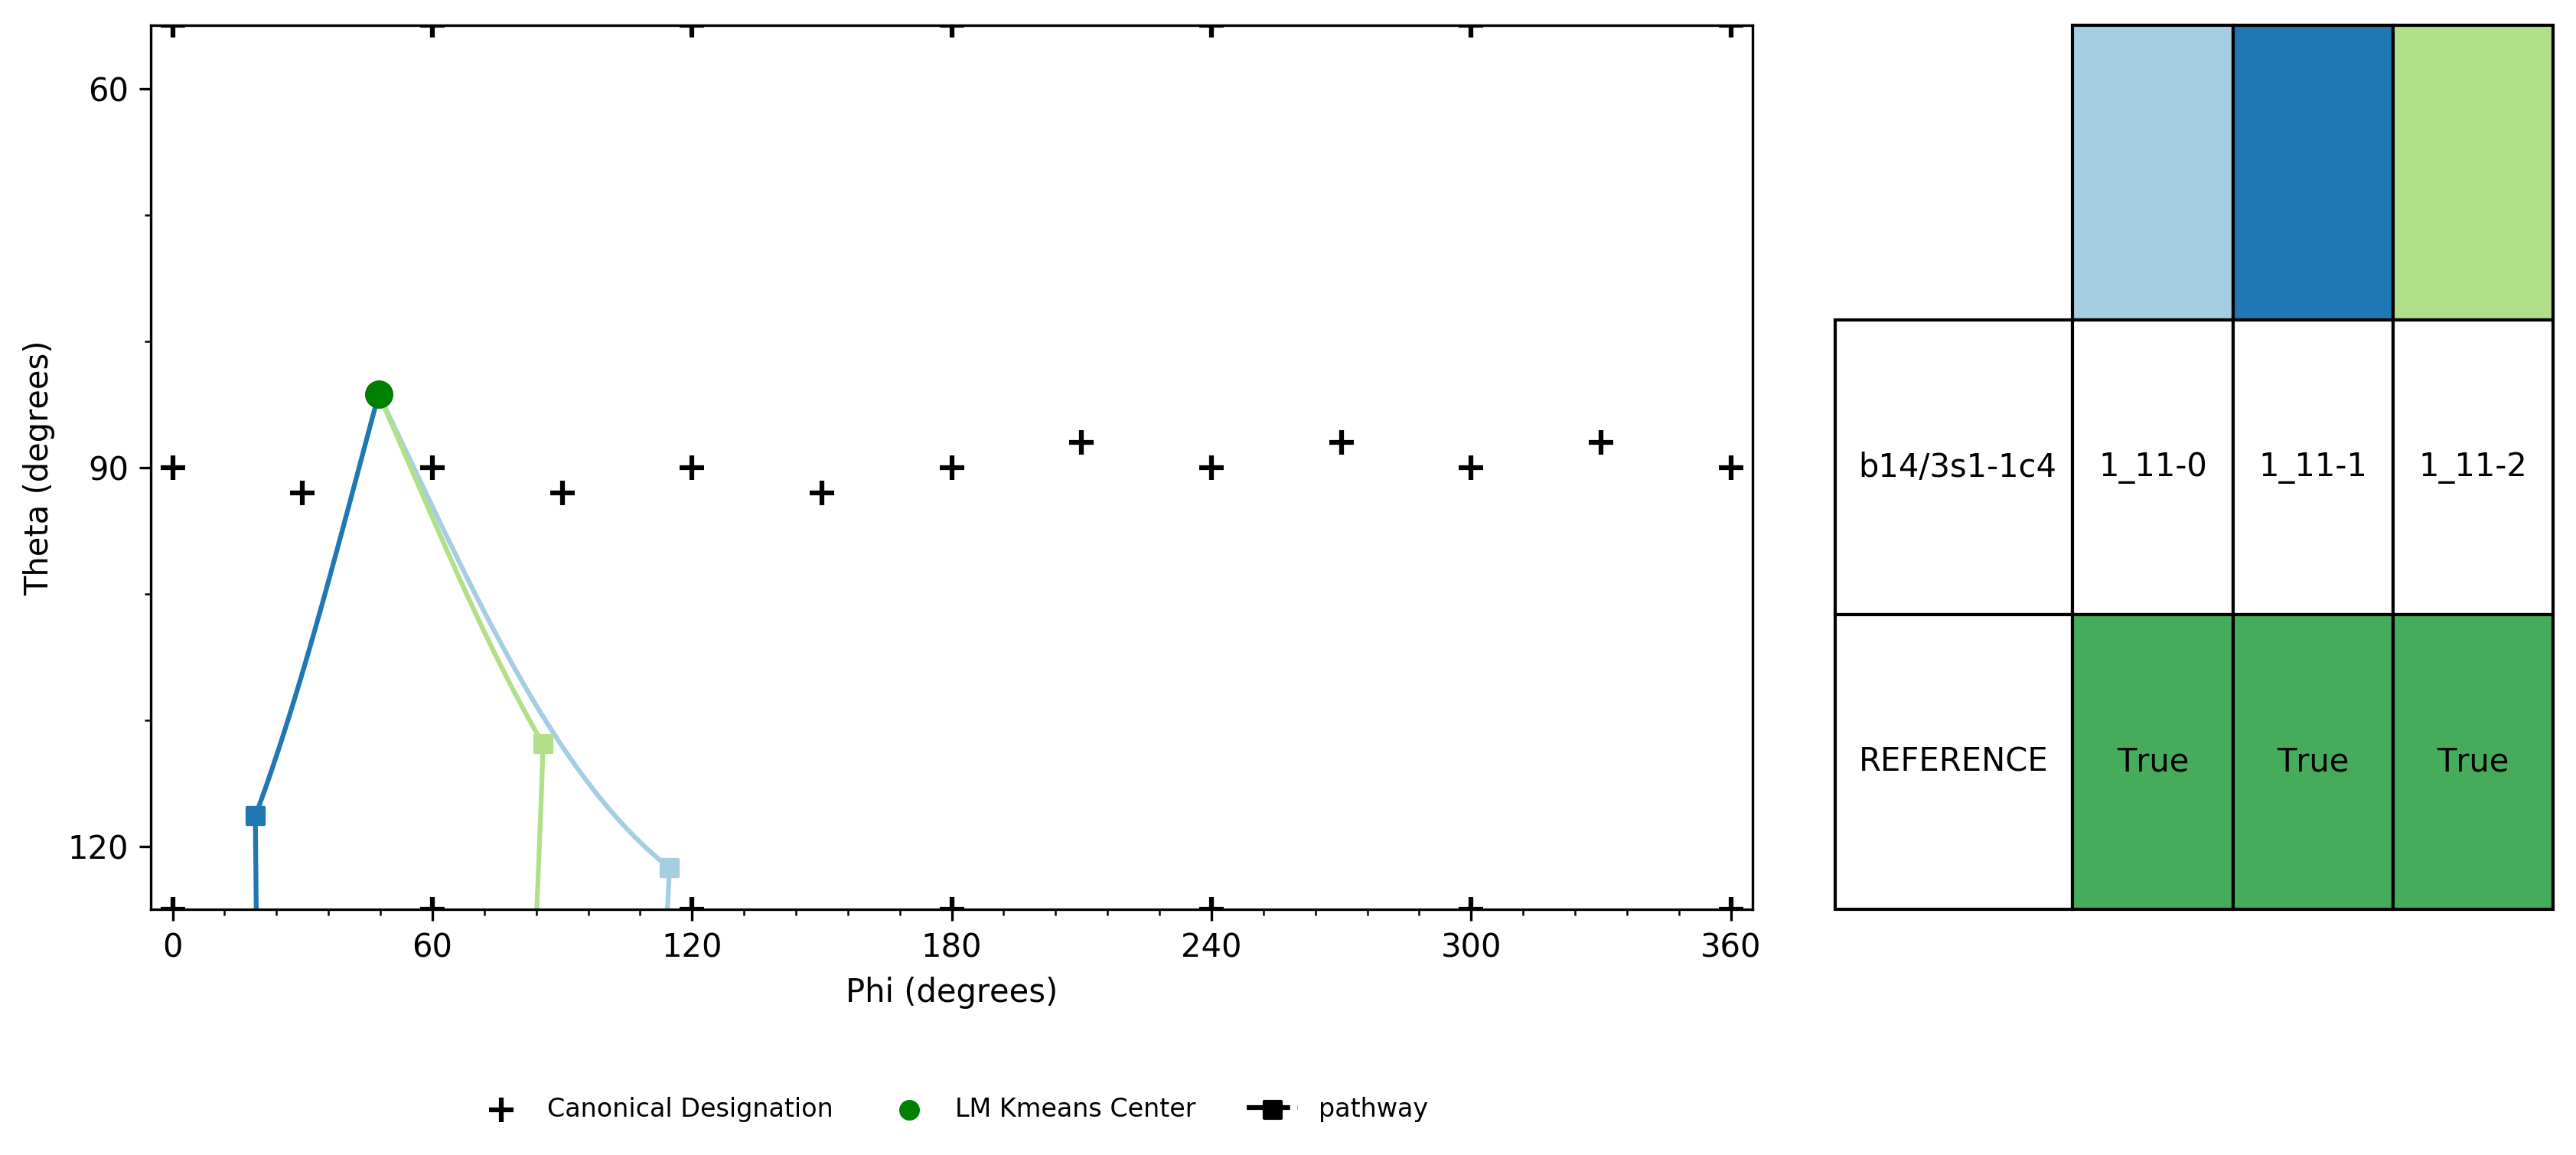 60
90
120
Theta (degrees)
0 60 120 180 240 300 360
Phi (degrees)
Canonical Designation LM Kmeans Center pathway
b14/3s1-1c4 1_11-0 1_11-1 1_11-2
REFERENCE True True True